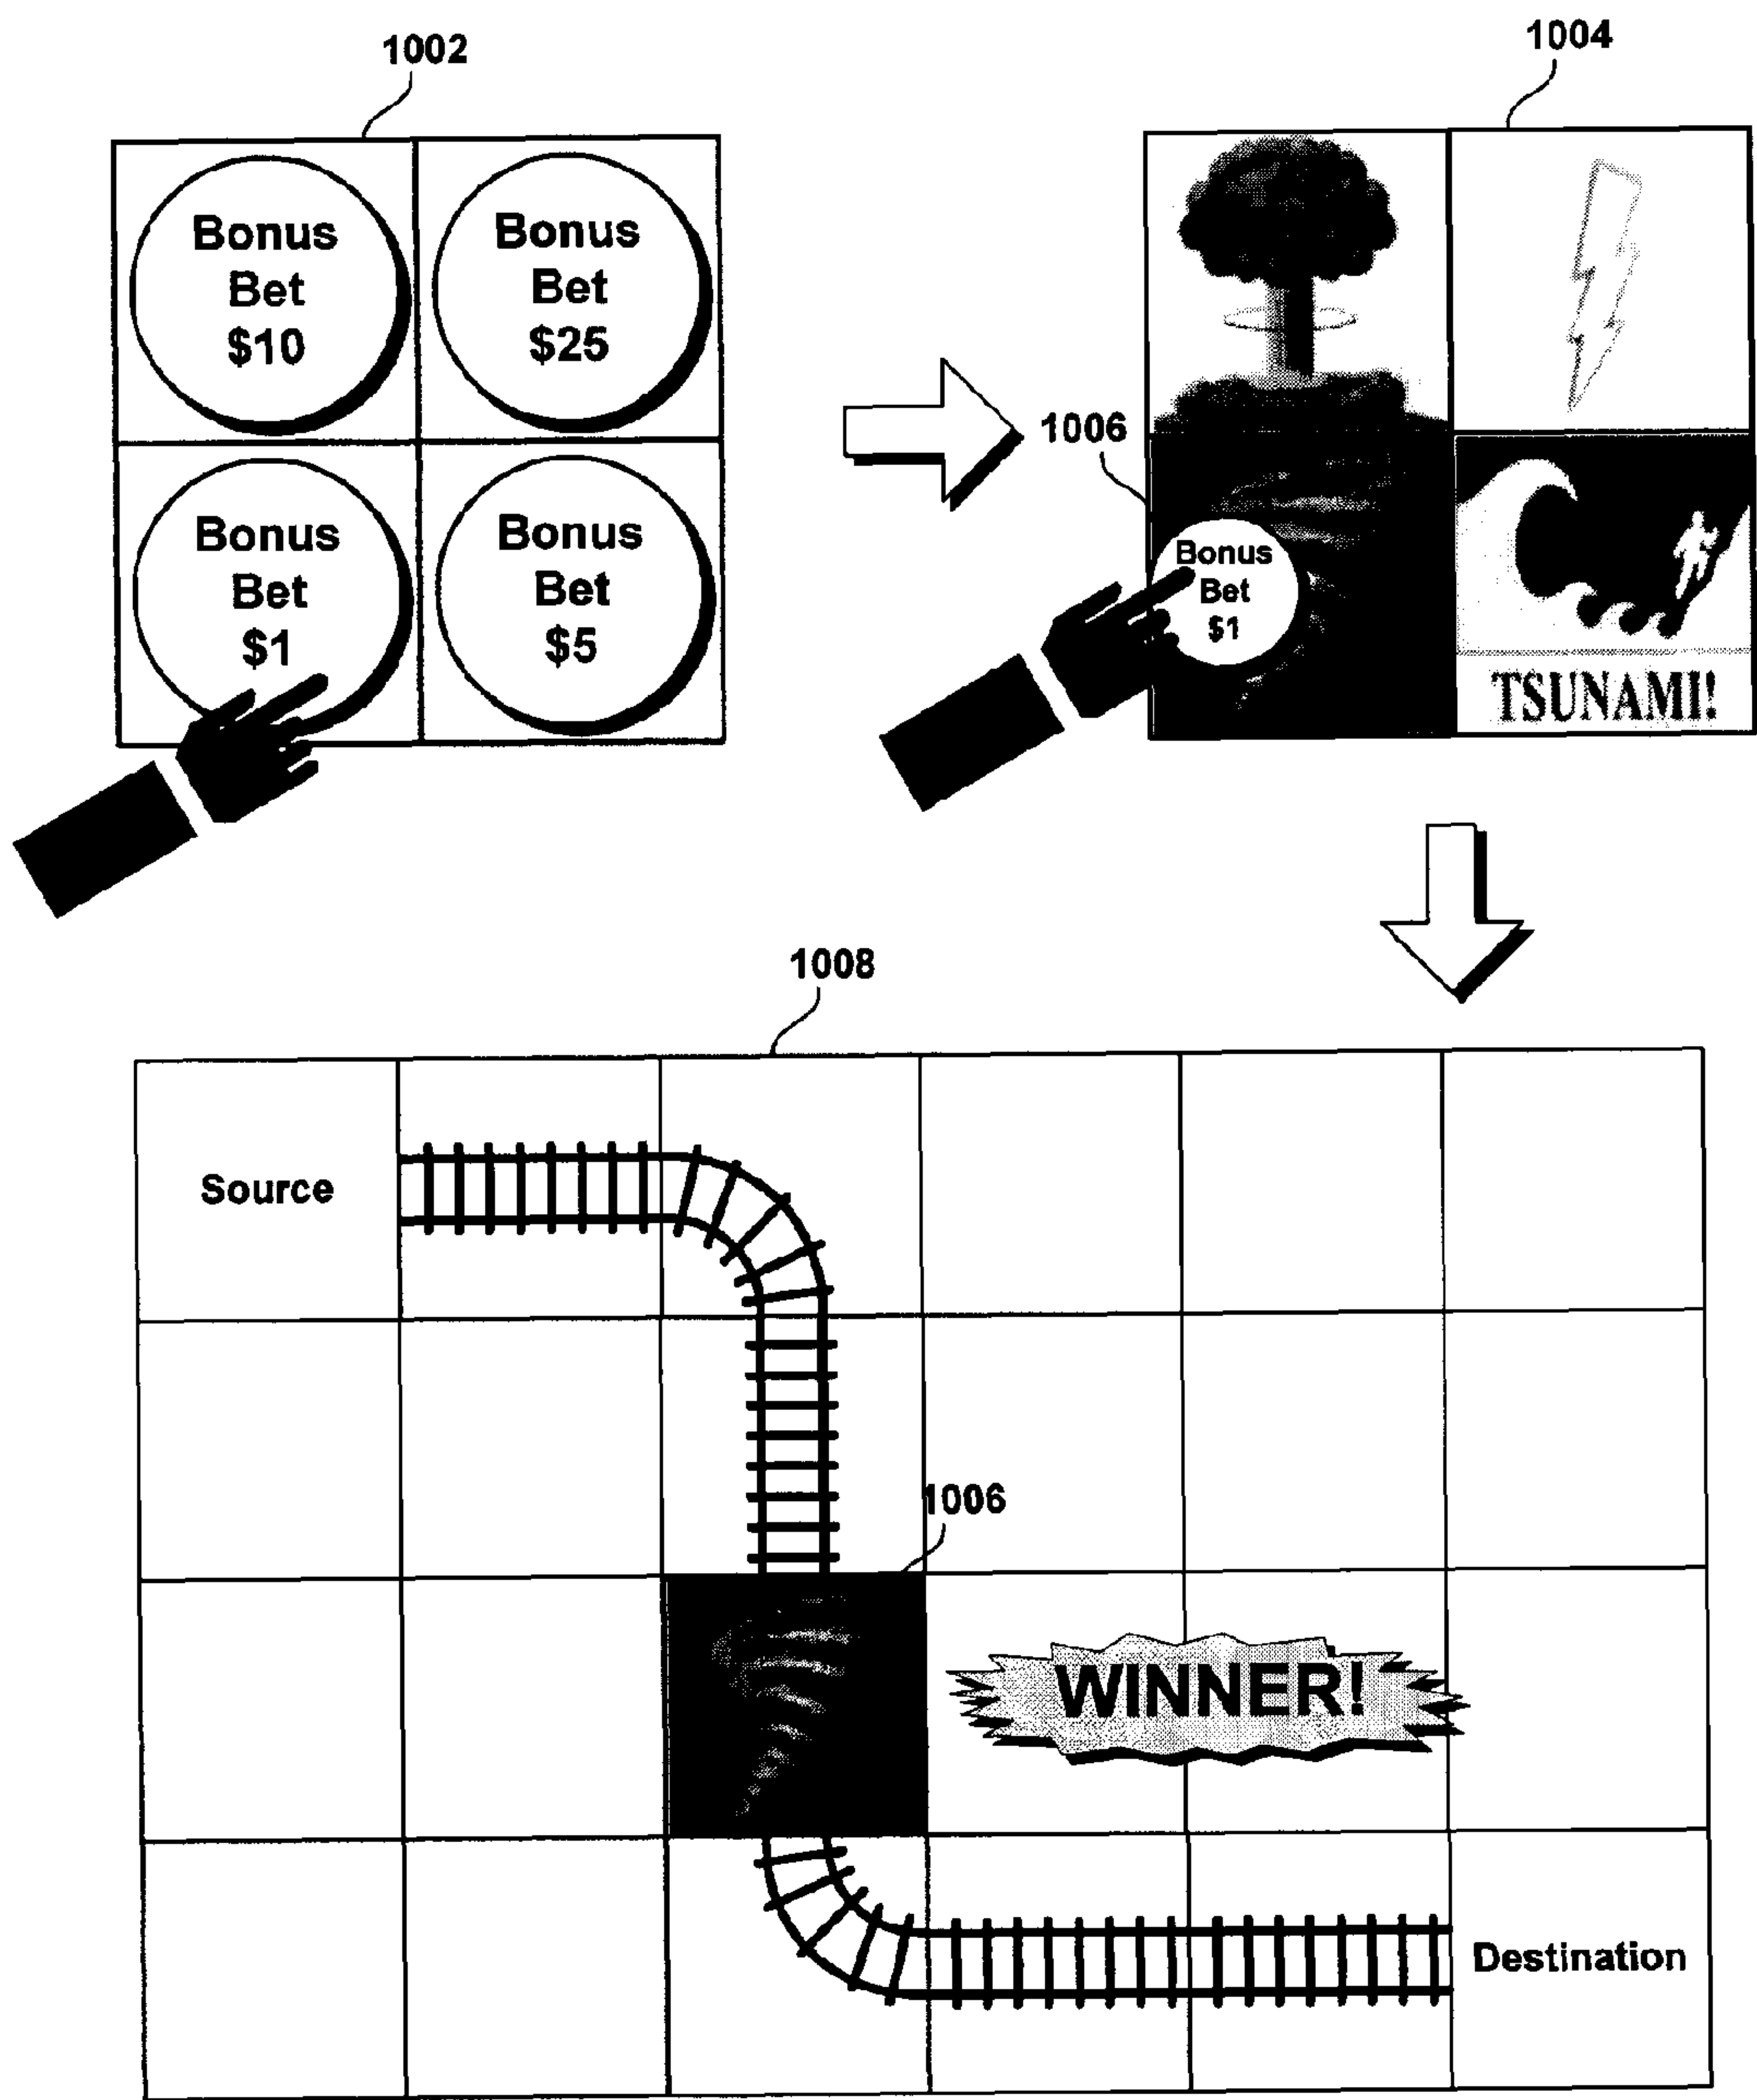 1002
1004
Bonus
Bet
$10
Bonus
Bet
$25
Bonus
Bet
$1
Bonus
Bet
$5
1006
Bonus
Bet
$1
TSUNAMI!
1008
Source
1006
WINNER!
Destination